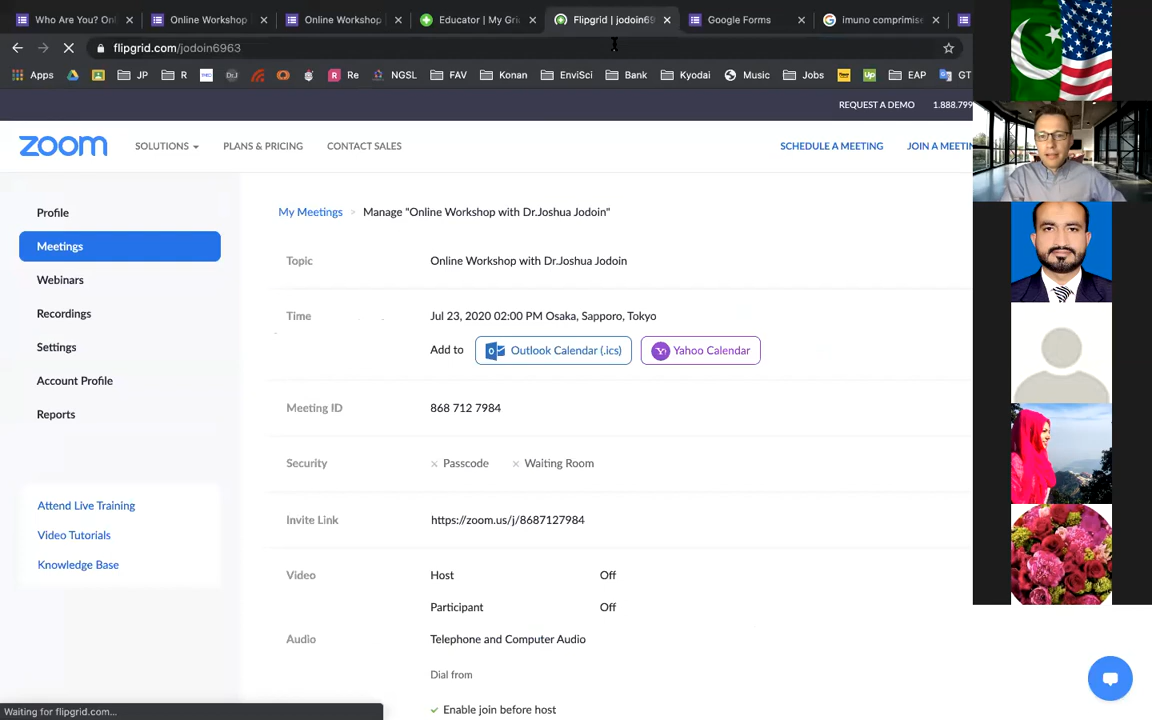 Who Are You? Onl
Online Workshop
Online Workshop
Educator | My Gri
Flipgrid | jodoin69
Google Forms
imuno comprimise
flipgrid.com/jodoin6963
Apps
JP
R
Re
NGSL
FAV
Konan
EnviSci
Bank
Kyodai
Music
Jobs
EAP
GT
REQUEST A DEMO
1.888.799
zoom
SOLUTIONS
PLANS & PRICING
CONTACT SALES
SCHEDULE A MEETING
JOIN A MEETIN
Profile
Meetings
Webinars
Recordings
Settings
Account Profile
Reports
Attend Live Training
Video Tutorials
Knowledge Base
My Meetings > Manage "Online Workshop with Dr.Joshua Jodoin"
Topic
Online Workshop with Dr.Joshua Jodoin
Time
Jul 23, 2020 02:00 PM Osaka, Sapporo, Tokyo
Add to
Outlook Calendar (.ics)
Yahoo Calendar
Meeting ID
868 712 7984
Security
× Passcode
× Waiting Room
Invite Link
https://zoom.us/j/8687127984
Video
Host
Off
Participant
Off
Audio
Telephone and Computer Audio
Dial from
Enable join before host
Waiting for flipgrid.com...